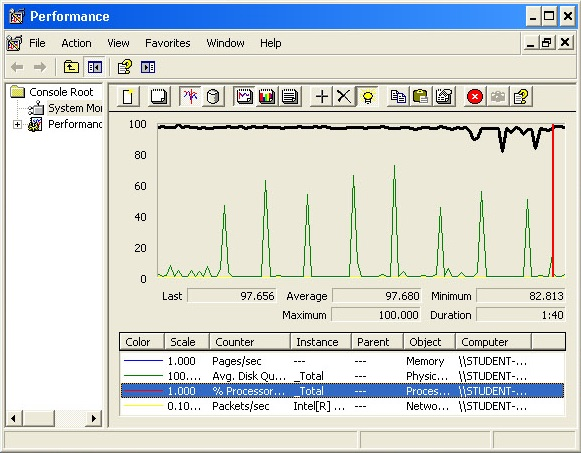 Performance
File Action View Favorites Window Help
Console Root
System Mor
Performanc
100
80
60
40
20
0
Last 97.656 Average 97.680 Minimum 82.813
Maximum 100.000 Duration 1:40
Color Scale Counter Instance Parent Object Computer
1.000 Pages/sec --- --- Memory \\STUDENT-...
100.... Avg. Disk Qu... _Total --- Physic... \\STUDENT-...
1.000 % Processor... _Total --- Proces... \\STUDENT-...
0.10... Packets/sec Intel[R] ... --- Netwo... \\STUDENT-...